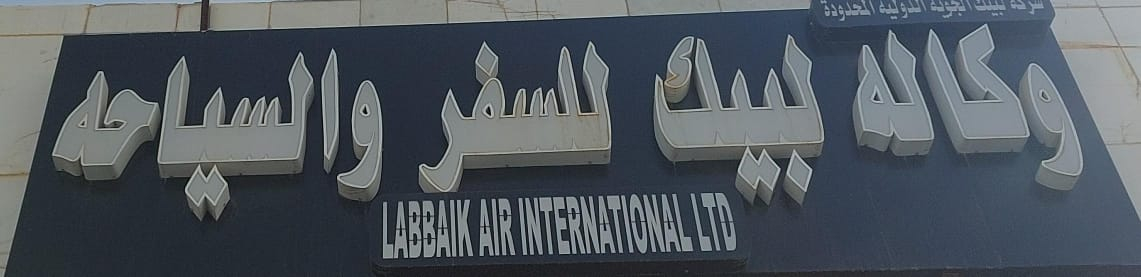 شركة لبيك الجوية الدولية المحدودة
وكاله لبيك للسفر والسياحه
LABBAIK AIR INTERNATIONAL LTD